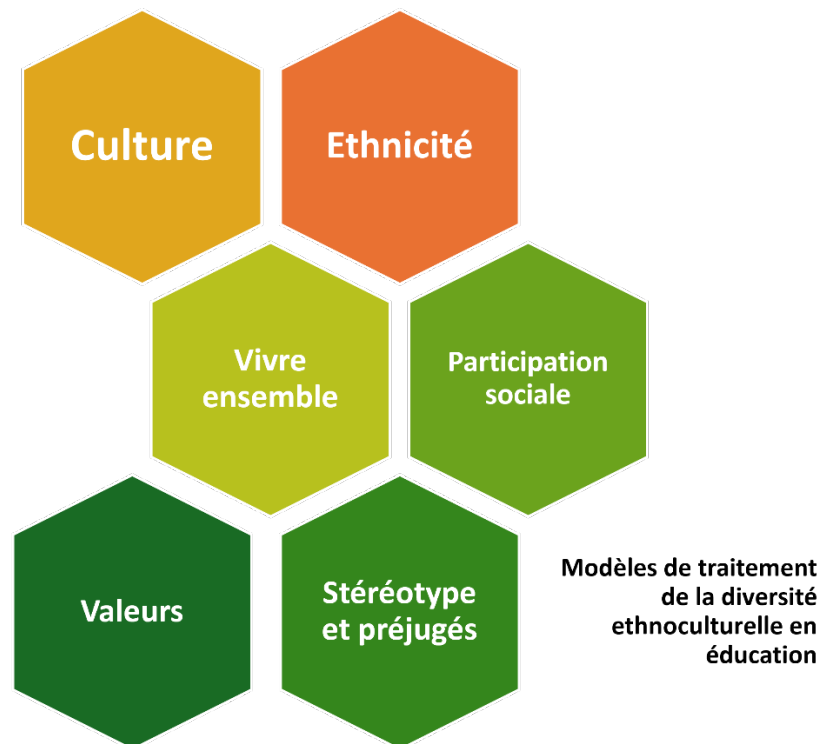 Culture
Ethnicité
Vivre
ensemble
Participation
sociale
Valeurs
Stéréotype
et préjugés
Modèles de traitement
de la diversité
ethnoculturelle en
éducation